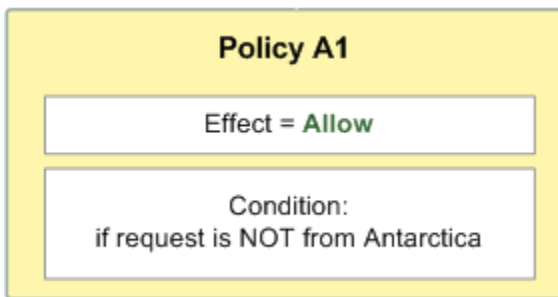 Policy A1
Effect = Allow
Condition:
if request is NOT from Antarctica